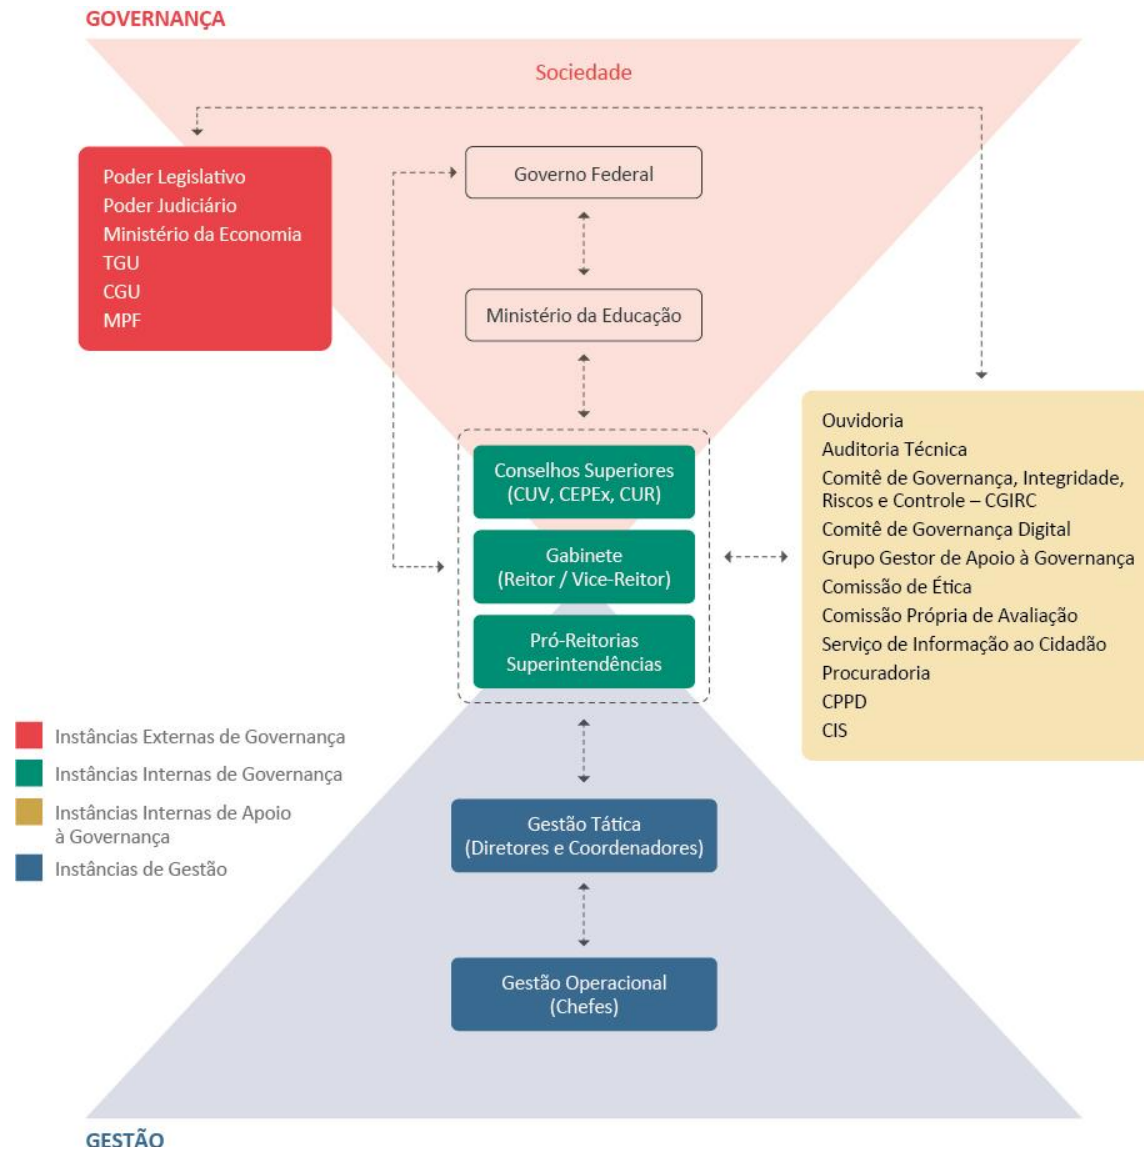 GOVERNANÇA
Sociedade
Poder Legislativo
Poder Judiciário
Ministério da Economia
TGU
CGU
MPF
Governo Federal
Ministério da Educação
Conselhos Superiores
(CUV, CEPEx, CUR)
Gabinete
(Reitor / Vice-Reitor)
Pró-Reitorias
Superintendências
Ouvidoria
Auditoria Técnica
Comitê de Governança, Integridade,
Riscos e Controle – CGIRC
Comitê de Governança Digital
Grupo Gestor de Apoio à Governança
Comissão de Ética
Comissão Própria de Avaliação
Serviço de Informação ao Cidadão
Procuradoria
CPPD
CIS
Instâncias Externas de Governança
Instâncias Internas de Governança
Instâncias Internas de Apoio
à Governança
Instâncias de Gestão
Gestão Tática
(Diretores e Coordenadores)
Gestão Operacional
(Chefes)
GESTÃO